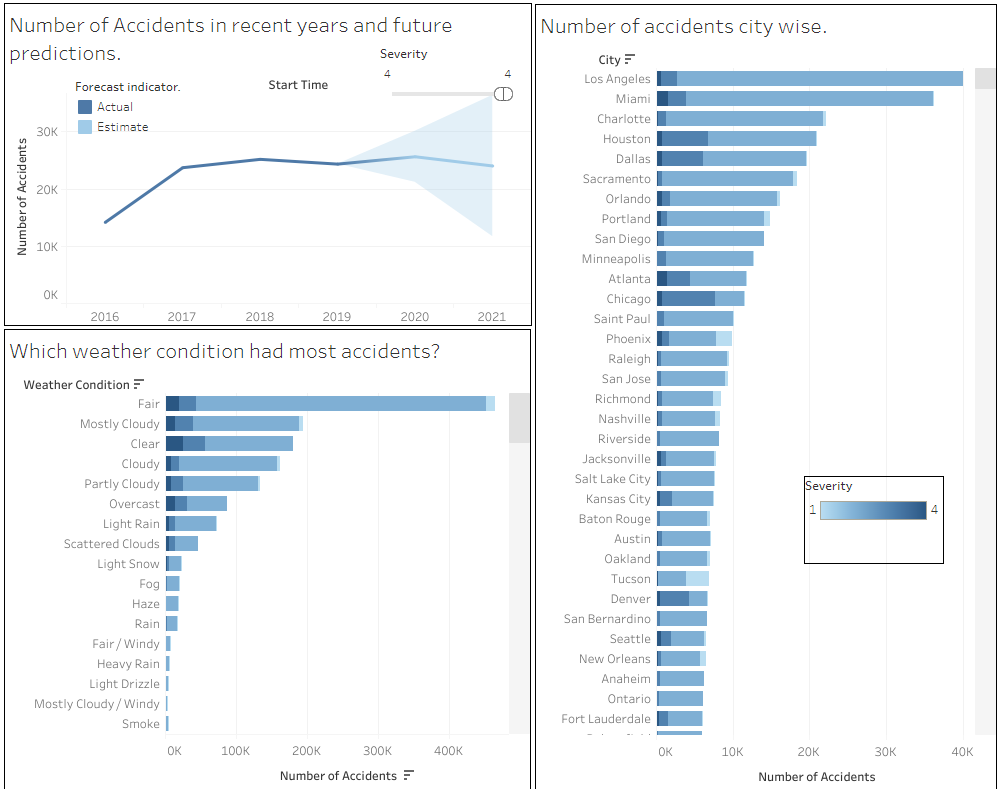 Number of Accidents in recent years and future
predictions.
Severity
4 4
Forecast indicator.
Start Time
Actual
Estimate
Number of Accidents
30K
20K
10K
0K
2016 2017 2018 2019 2020 2021
Which weather condition had most accidents?
Weather Condition
Fair
Mostly Cloudy
Clear
Cloudy
Partly Cloudy
Overcast
Light Rain
Scattered Clouds
Light Snow
Fog
Haze
Rain
Fair / Windy
Heavy Rain
Light Drizzle
Mostly Cloudy / Windy
Smoke
0K 100K 200K 300K 400K
Number of Accidents
Number of accidents city wise.
City
Los Angeles
Miami
Charlotte
Houston
Dallas
Sacramento
Orlando
Portland
San Diego
Minneapolis
Atlanta
Chicago
Saint Paul
Phoenix
Raleigh
San Jose
Richmond
Nashville
Riverside
Jacksonville
Salt Lake City
Kansas City
Baton Rouge
Austin
Oakland
Tucson
Denver
San Bernardino
Seattle
New Orleans
Anaheim
Ontario
Fort Lauderdale
0K 10K 20K 30K 40K
Number of Accidents
Severity
1 4